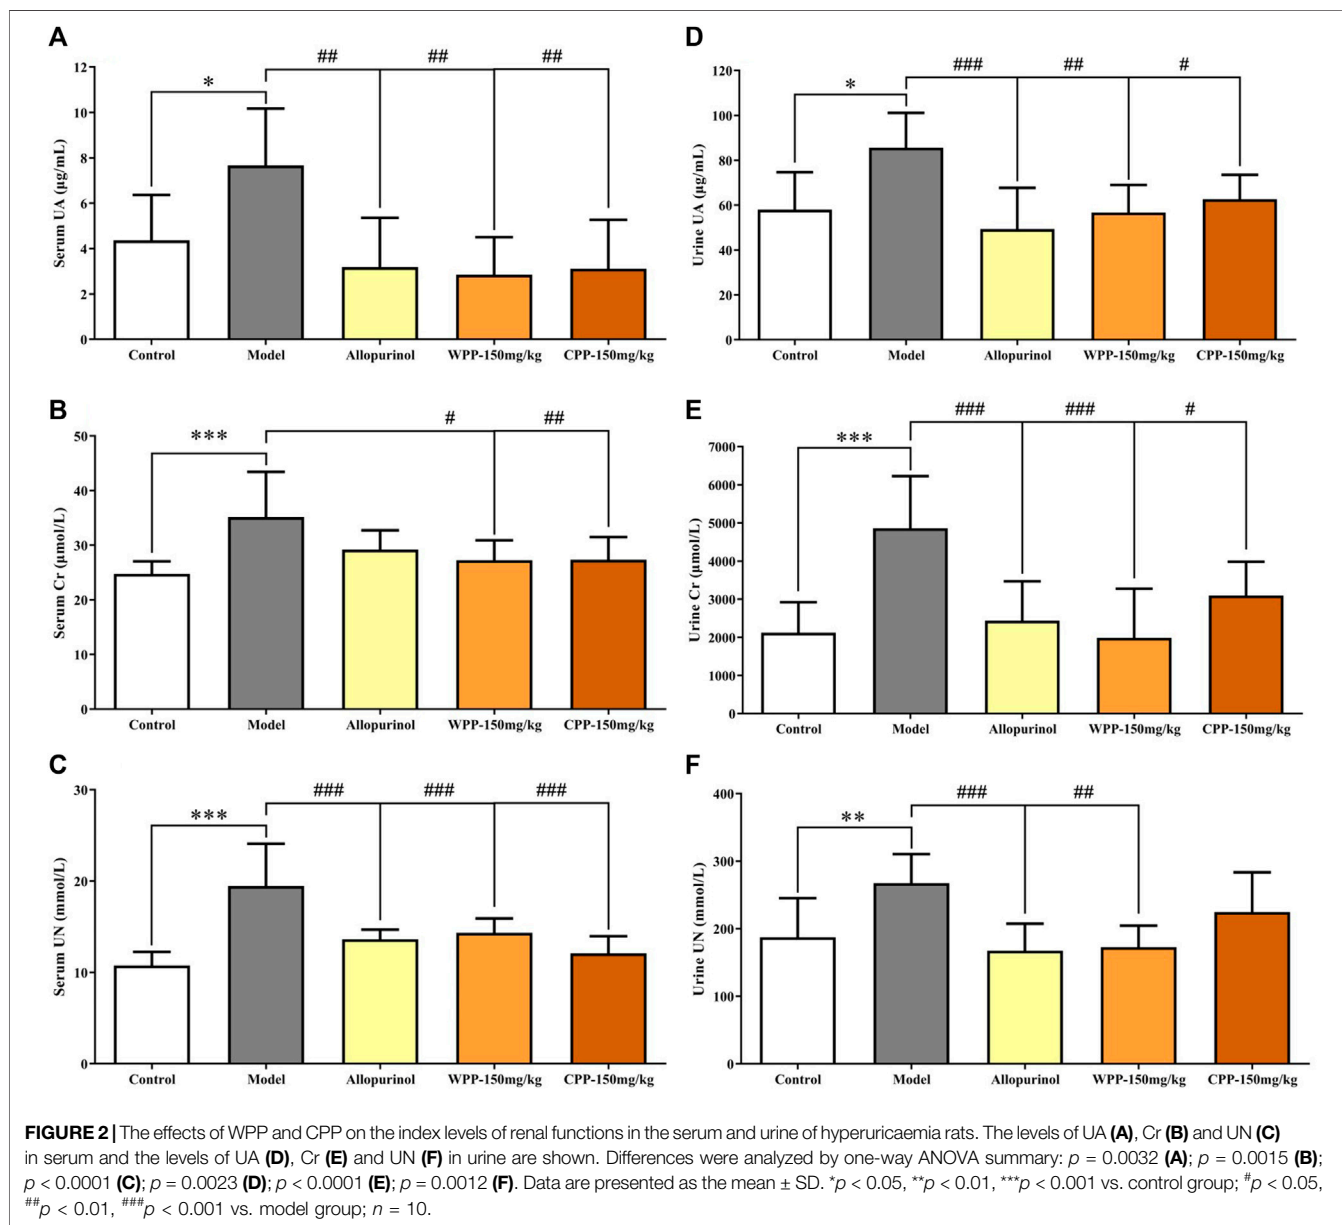 A
## ## ##
*
12
10
8
6
4
2
0
Serum UA (μg/mL)
Control Model Allopurinol WPP-150mg/kg CPP-150mg/kg
D
### ## #
*
120
100
80
60
40
20
0
Urine UA (μg/mL)
Control Model Allopurinol WPP-150mg/kg CPP-150mg/kg
B
# ##
***
50
40
30
20
10
0
Serum Cr (μmol/L)
Control Model Allopurinol WPP-150mg/kg CPP-150mg/kg
E
### ### #
***
7000
6000
5000
4000
3000
2000
1000
0
Urine Cr (μmol/L)
Control Model Allopurinol WPP-150mg/kg CPP-150mg/kg
C
### ### ###
***
30
20
10
0
Serum UN (mmol/L)
Control Model Allopurinol WPP-150mg/kg CPP-150mg/kg
F
### ##
**
400
300
200
100
0
Urine UN (mmol/L)
Control Model Allopurinol WPP-150mg/kg CPP-150mg/kg
FIGURE 2 | The effects of WPP and CPP on the index levels of renal functions in the serum and urine of hyperuricaemia rats. The levels of UA (A), Cr (B) and UN (C)
in serum and the levels of UA (D), Cr (E) and UN (F) in urine are shown. Differences were analyzed by one-way ANOVA summary: p = 0.0032 (A); p = 0.0015 (B);
p < 0.0001 (C); p = 0.0023 (D); p < 0.0001 (E); p = 0.0012 (F). Data are presented as the mean ± SD. *p < 0.05, **p < 0.01, ***p < 0.001 vs. control group; #p < 0.05,
##p < 0.01, ###p < 0.001 vs. model group; n = 10.